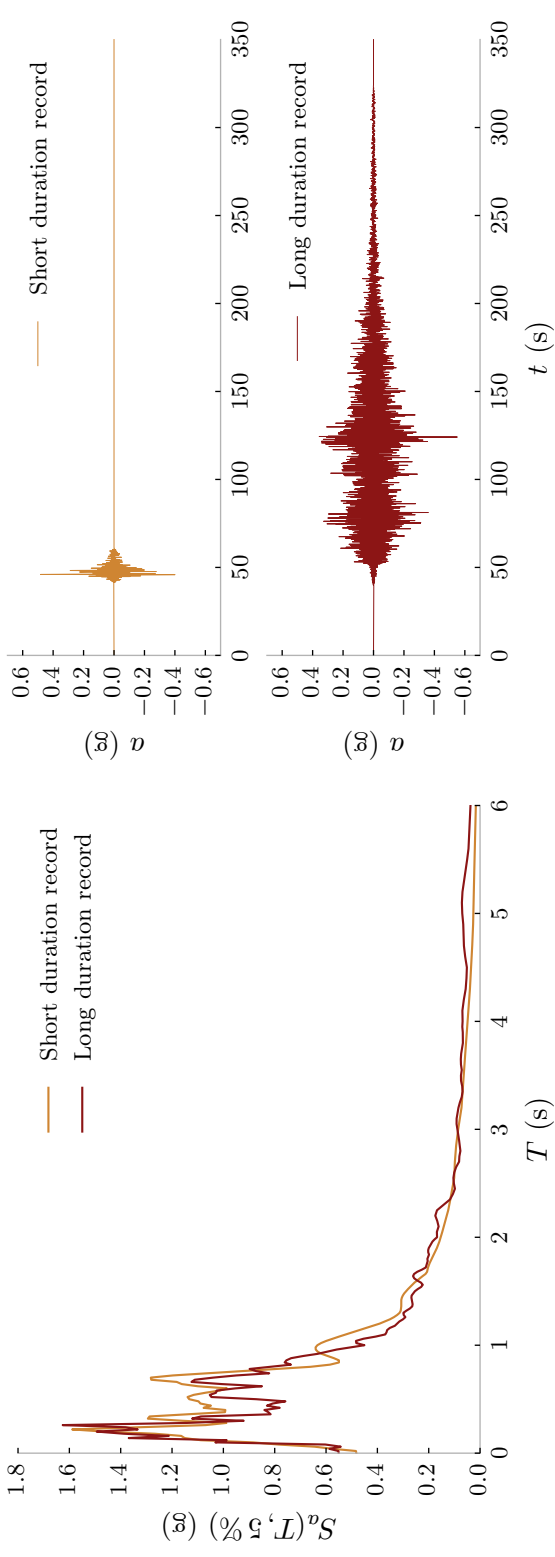 1.8
1.6
1.4
1.2
1.0
0.8
0.6
0.4
0.2
0.0
0 1 2 3 4 5 6
T (s)
Sₐ(T, 5 %) (g)
Short duration record
Long duration record
0.6
0.4
0.2
0.0
−0.2
−0.4
−0.6
0 50 100 150 200 250 300 350
a (g)
Short duration record
0.6
0.4
0.2
0.0
−0.2
−0.4
−0.6
0 50 100 150 200 250 300 350
a (g)
t (s)
Long duration record